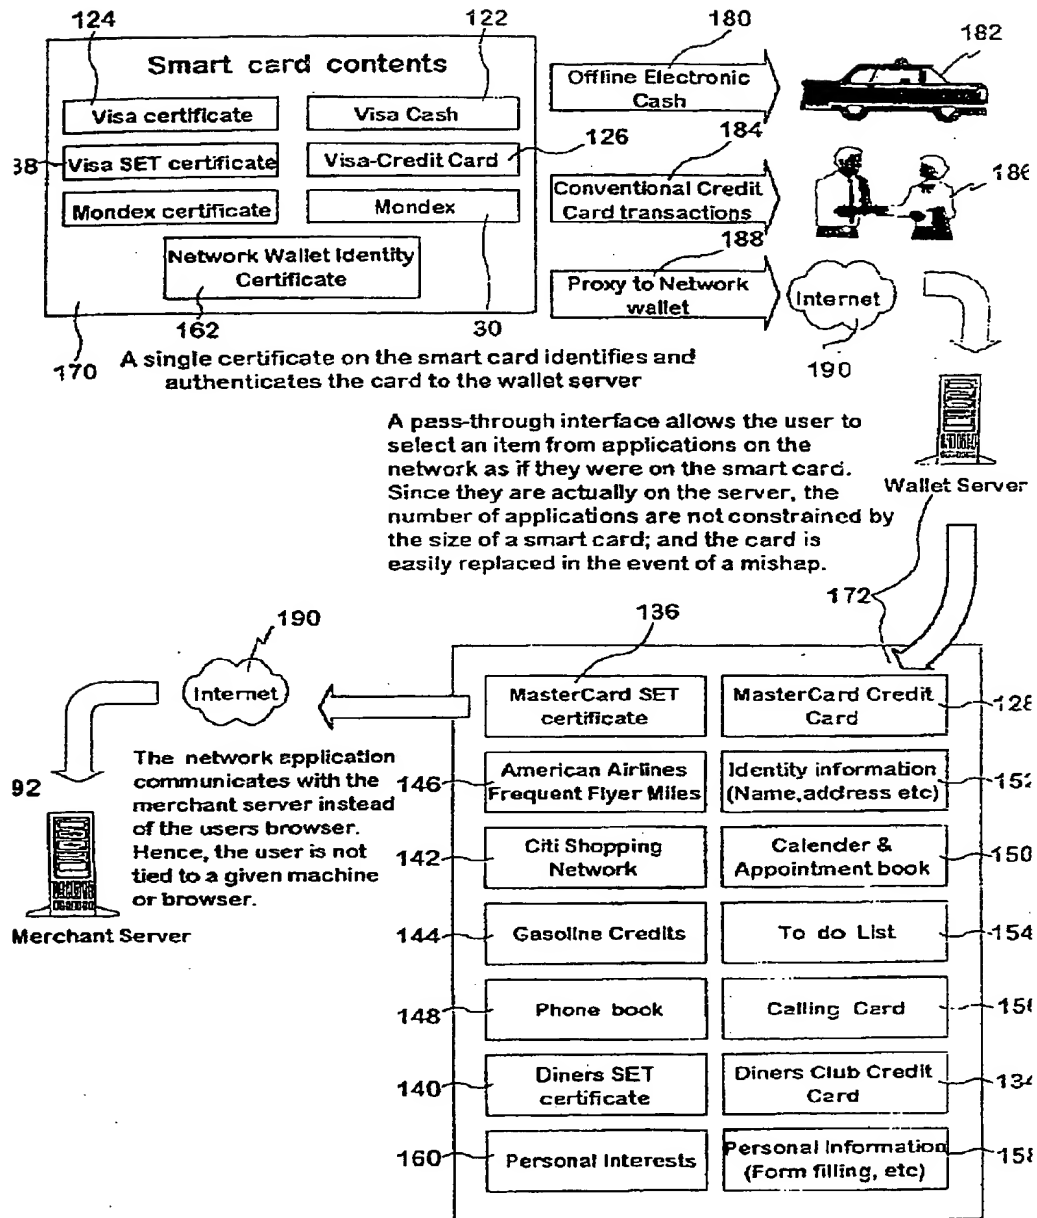 124
122
180
182
Smart card contents
Visa certificate
Visa Cash
Offline Electronic
Cash
38
Visa SET certificate
Visa-Credit Card
126
184
186
Mondex certificate
Mondex
Conventional Credit
Card transactions
Network Wallet Identity
Certificate
188
Proxy to Network
wallet
Internet
170
162
30
190
A single certificate on the smart card identifies and
authenticates the card to the wallet server
A pass-through interface allows the user to
select an item from applications on the
network as if they were on the smart card.
Since they are actually on the server, the
number of applications are not constrained by
the size of a smart card; and the card is
easily replaced in the event of a mishap.
Wallet Server
172
136
190
Internet
MasterCard SET
certificate
MasterCard Credit
Card
128
The network application
communicates with the
merchant server instead
of the users browser.
Hence, the user is not
tied to a given machine
or browser.
92
Merchant Server
146
American Airlines
Frequent Flyer Miles
Identity information
(Name,address etc)
152
142
Citi Shopping
Network
Calender &
Appointment book
150
144
Gasoline Credits
To do List
154
148
Phone book
Calling Card
156
140
Diners SET
certificate
Diners Club Credit
Card
134
160
Personal Interests
Personal Information
(Form filling, etc)
158